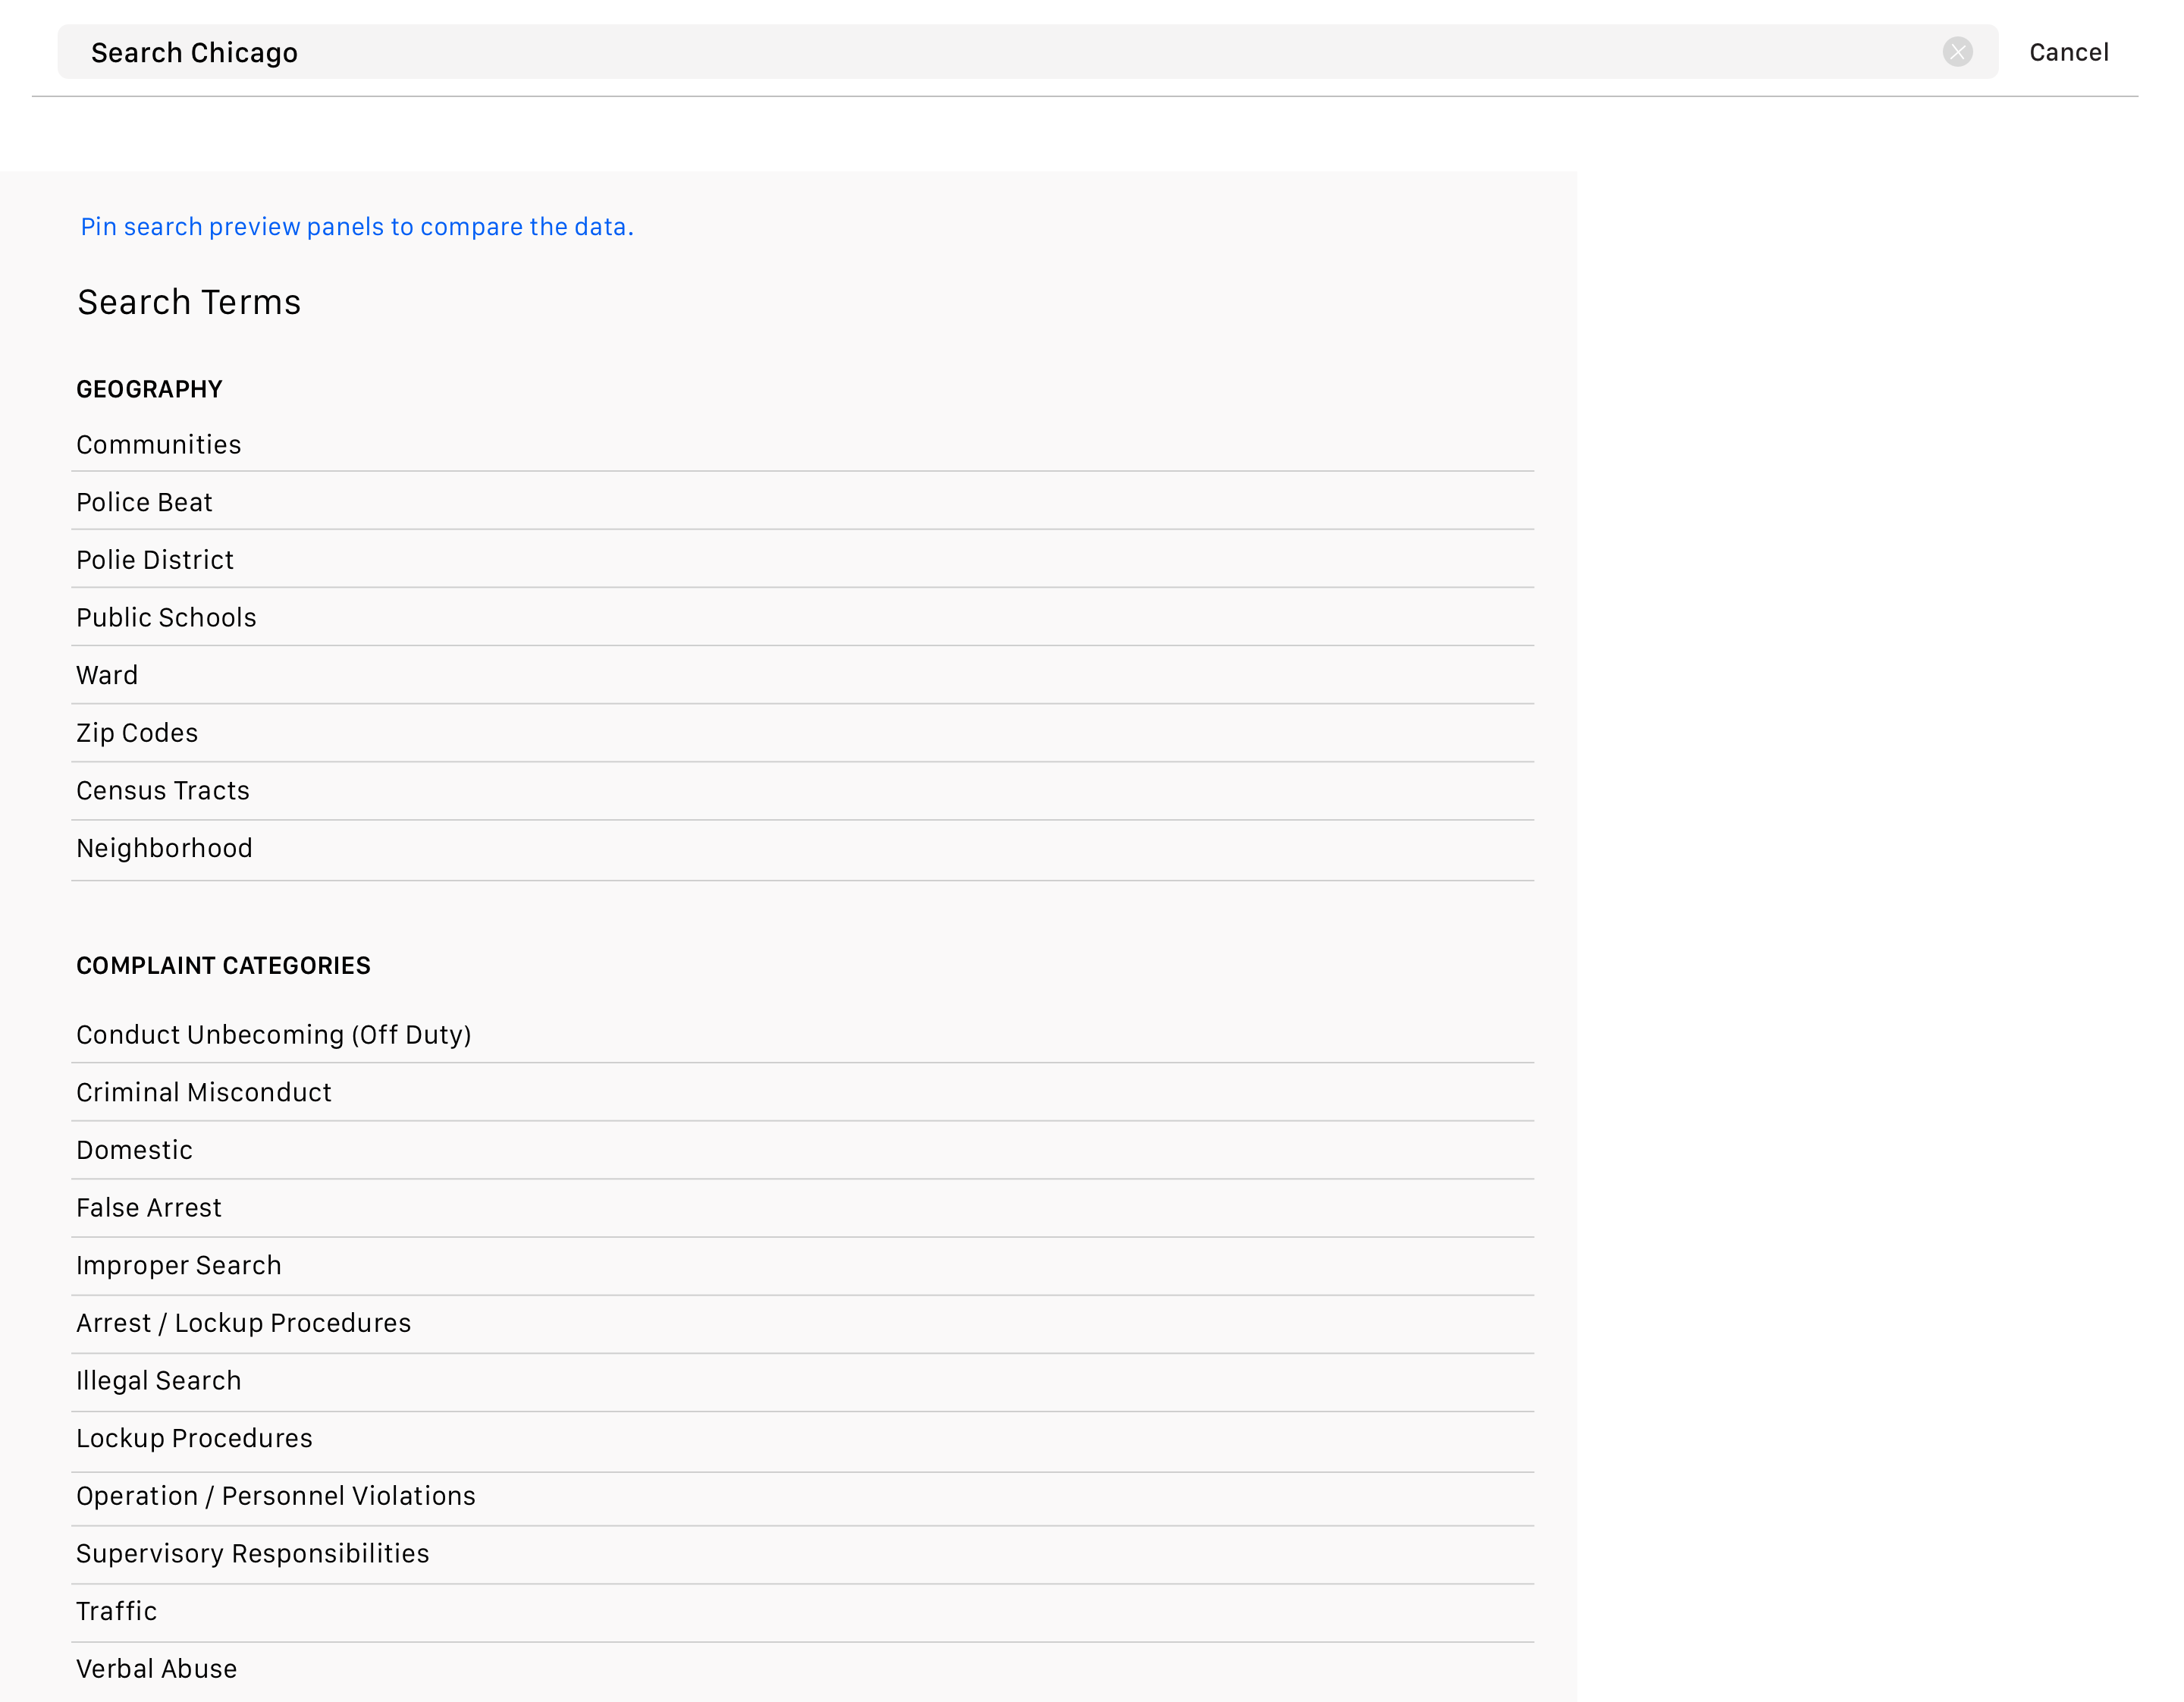 Search Chicago
Cancel
Pin search preview panels to compare the data.
Search Terms
GEOGRAPHY
Communities
Police Beat
Polie District
Public Schools
Ward
Zip Codes
Census Tracts
Neighborhood
COMPLAINT CATEGORIES
Conduct Unbecoming (Off Duty)
Criminal Misconduct
Domestic
False Arrest
Improper Search
Arrest / Lockup Procedures
Illegal Search
Lockup Procedures
Operation / Personnel Violations
Supervisory Responsibilities
Traffic
Verbal Abuse